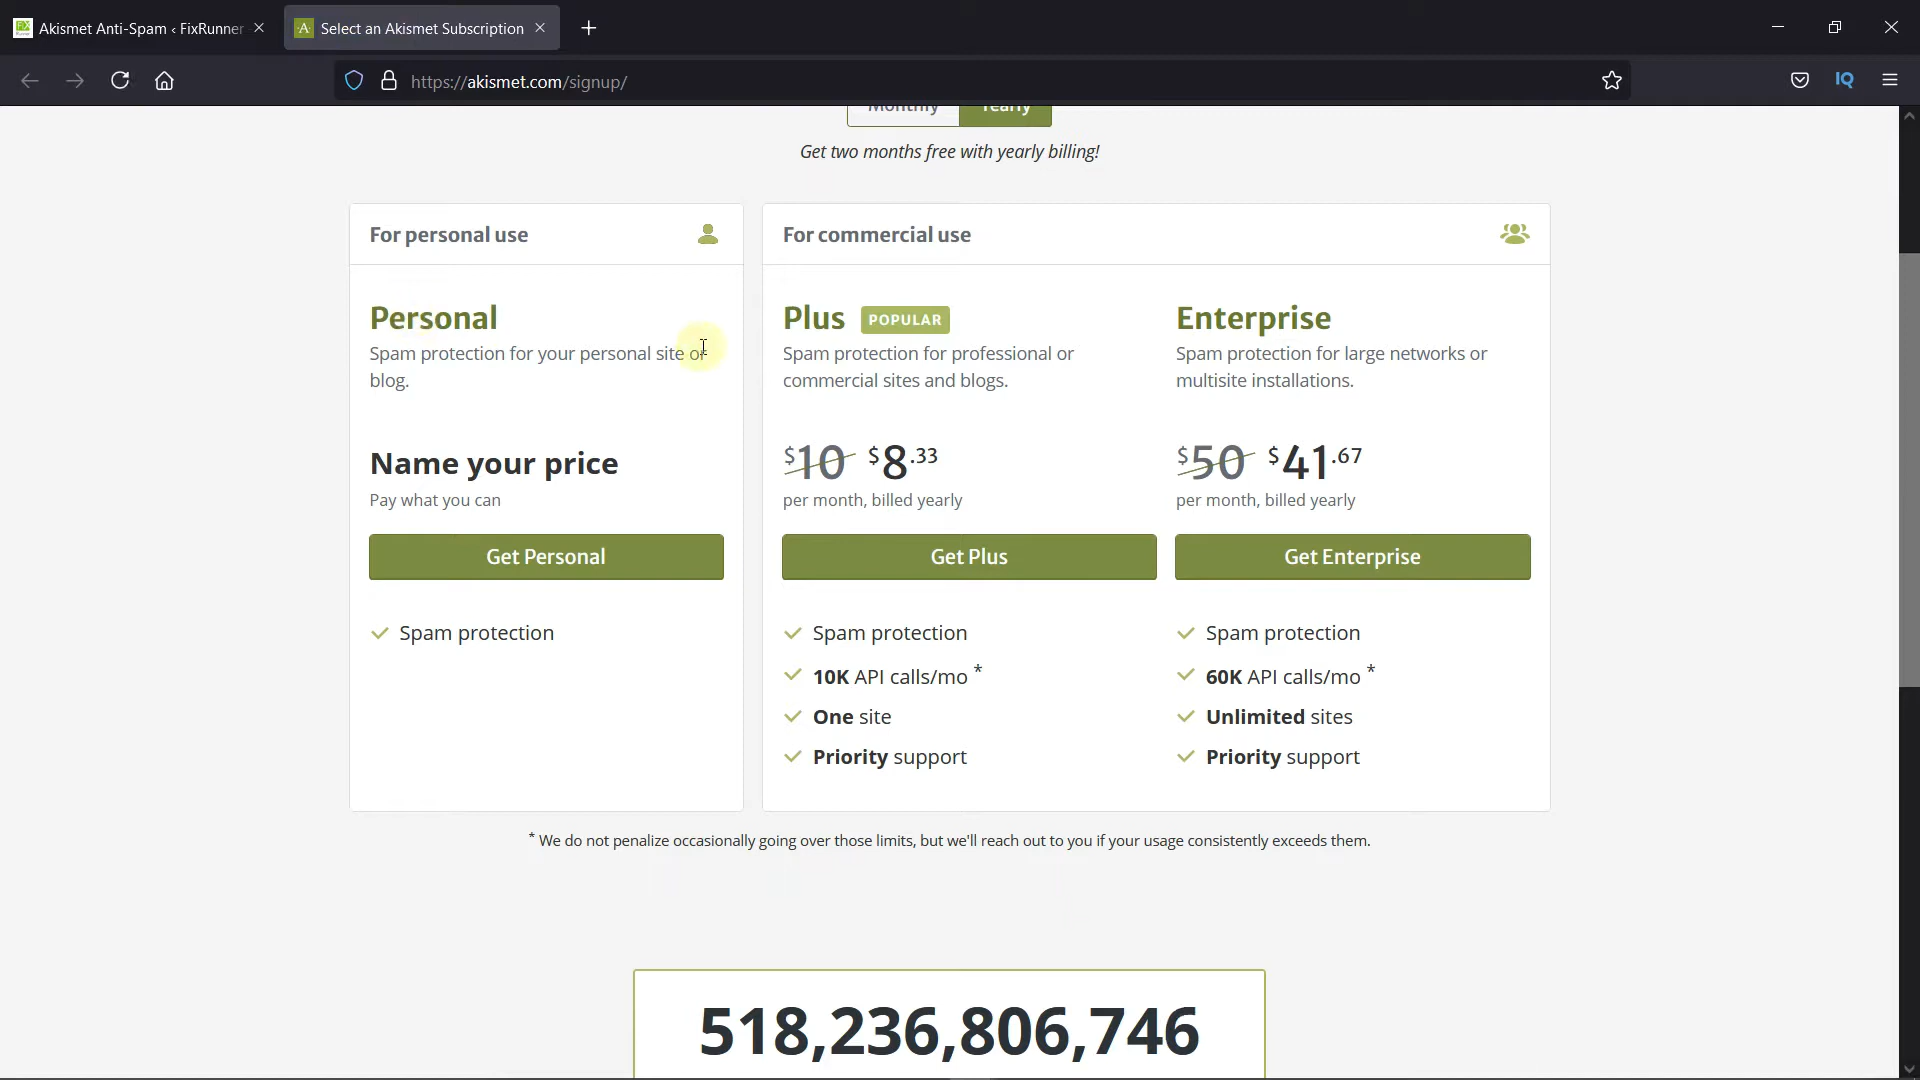 Akismet Anti-Spam ‹ FixRunner
Select an Akismet Subscription
https://akismet.com/signup/
IQ
Monthly
Yearly
Get two months free with yearly billing!
For personal use
Personal
Spam protection for your personal site or
blog.
Name your price
Pay what you can
Get Personal
Spam protection
For commercial use
Plus POPULAR
Spam protection for professional or
commercial sites and blogs.
$10 $8.33
per month, billed yearly
Get Plus
Spam protection
10K API calls/mo *
One site
Priority support
Enterprise
Spam protection for large networks or
multisite installations.
$50 $41.67
per month, billed yearly
Get Enterprise
Spam protection
60K API calls/mo *
Unlimited sites
Priority support
* We do not penalize occasionally going over those limits, but we'll reach out to you if your usage consistently exceeds them.
518,236,806,746